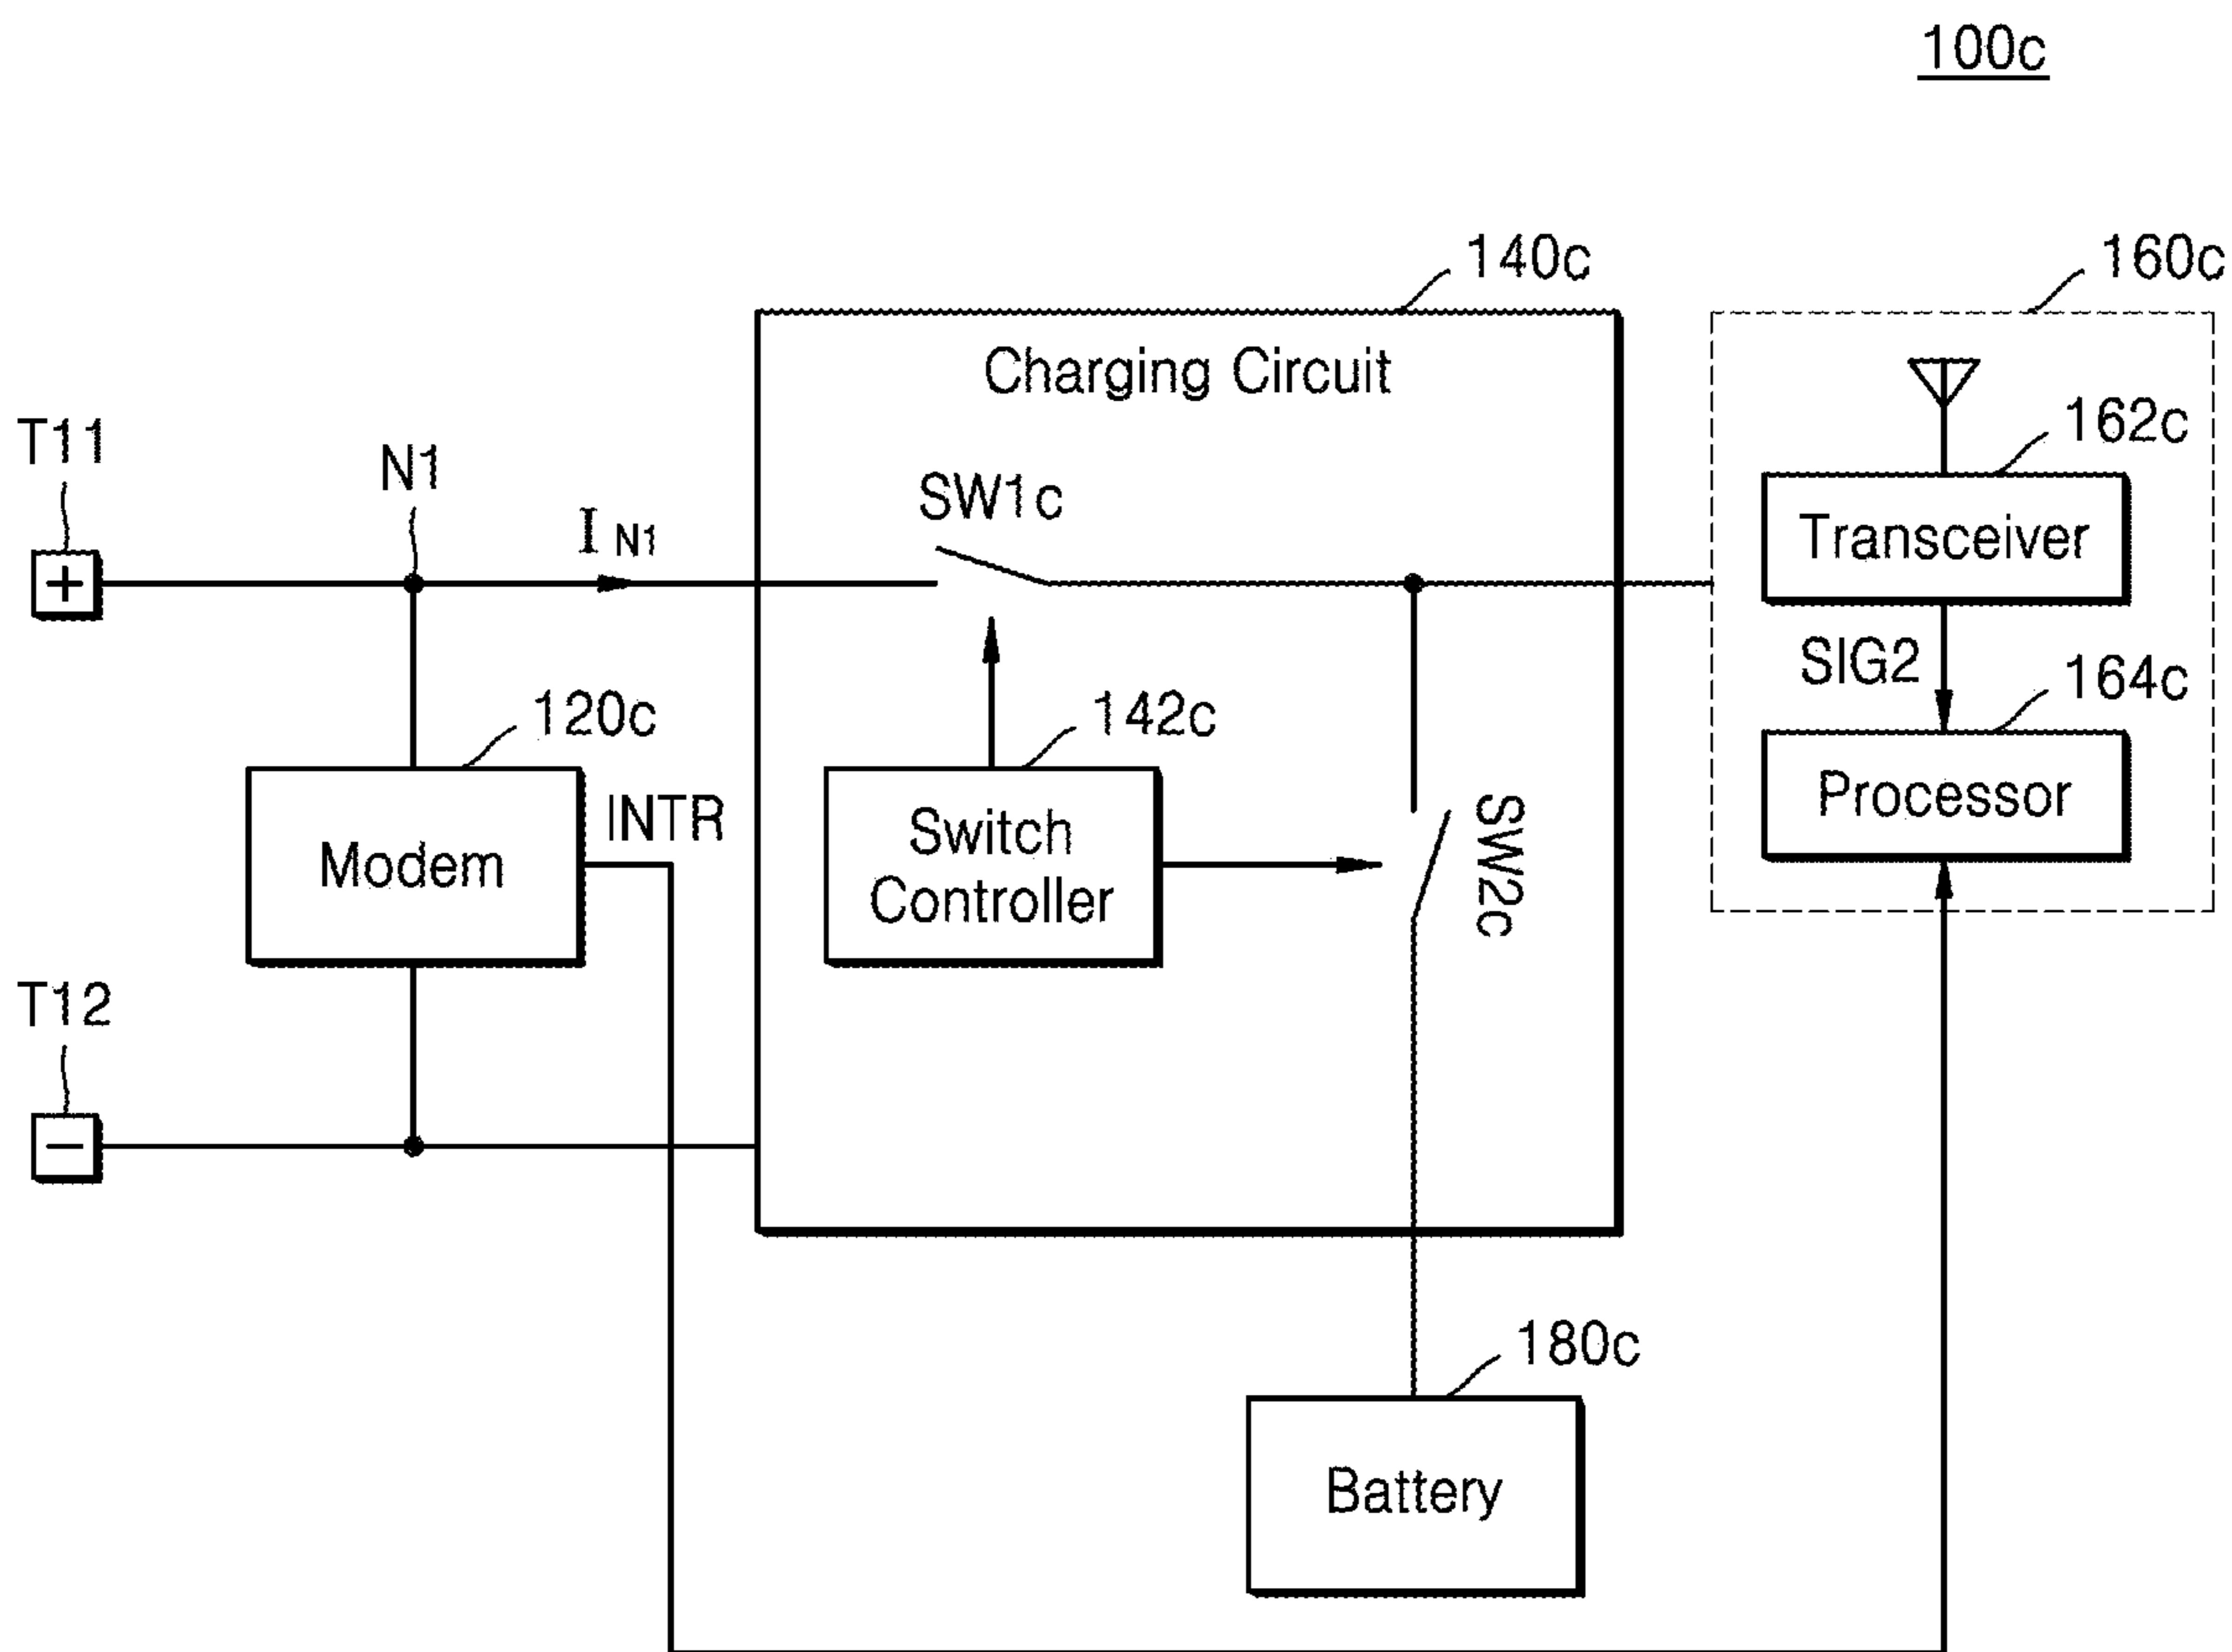 100c
140c
160c
Charging Circuit
T11
N1
I N1
SW1c
162c
Transceiver
+
SIG2
120c
142c
164c
INTR
Modem
Switch
Controller
SW2c
Processor
T12
−
180c
Battery